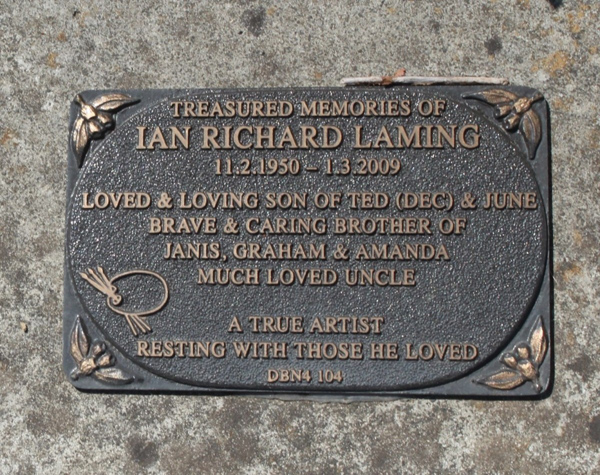 TREASURED MEMORIES OF
IAN RICHARD LAMING
11.2.1950 – 1.3.2009
LOVED & LOVING SON OF TED (DEC) & JUNE
BRAVE & CARING BROTHER OF
JANIS, GRAHAM & AMANDA
MUCH LOVED UNCLE
A TRUE ARTIST
RESTING WITH THOSE HE LOVED
DBN4 104